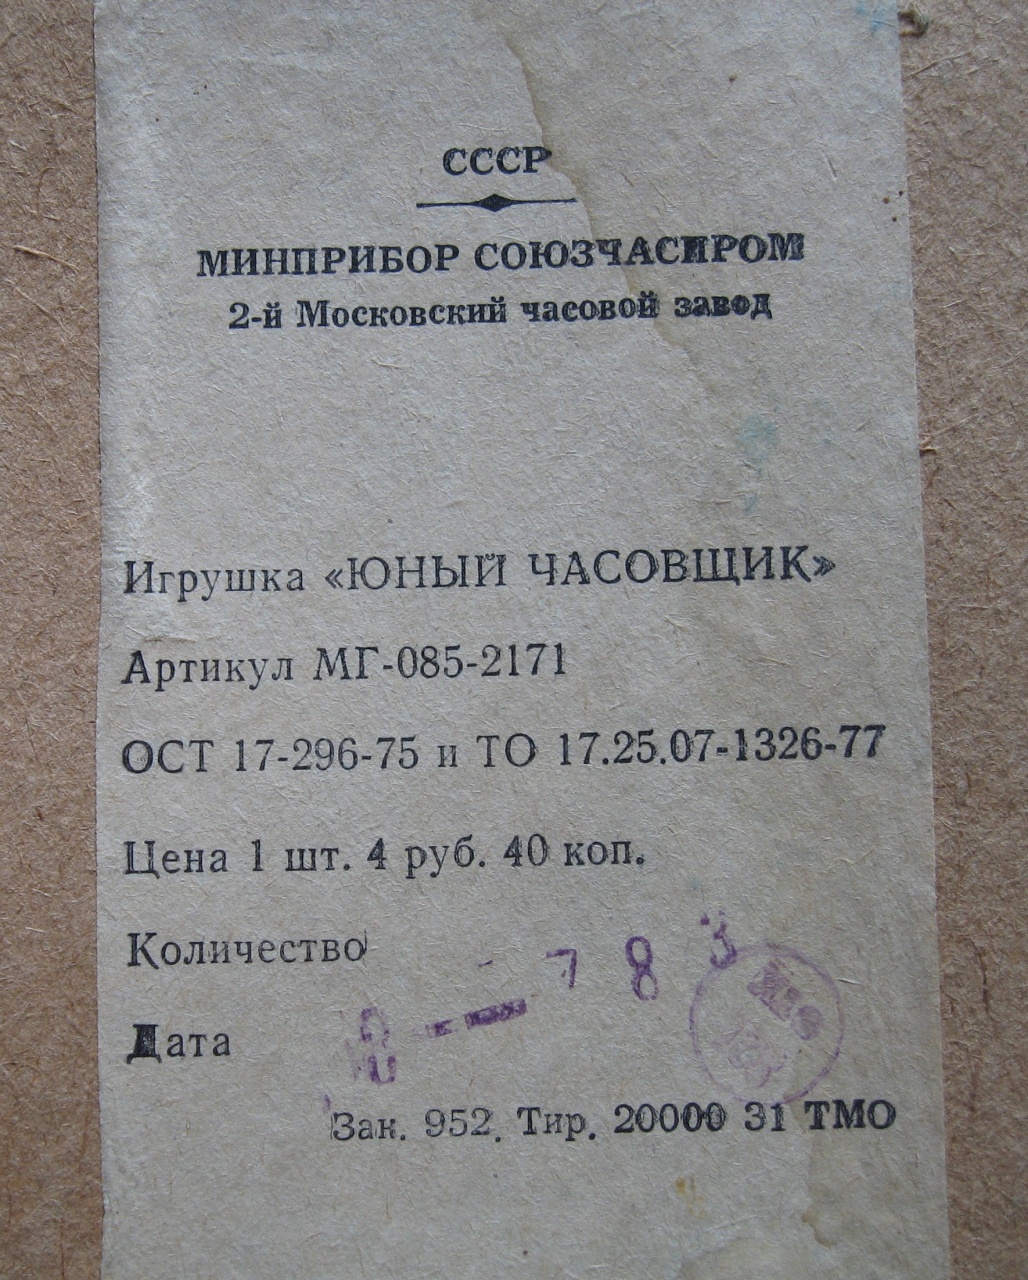 СССР
МИНПРИБОР СОЮЗЧАСПРОМ
2-й Московский часовой завод
Игрушка «ЮНЫЙ ЧАСОВЩИК»
Артикул МГ-085-2171
ОСТ 17-296-75 и ТО 17.25.07-1326-77
Цена 1 шт. 4 руб. 40 коп.
Количество
Дата
Зак. 952. Тир. 20000 31 ТМО